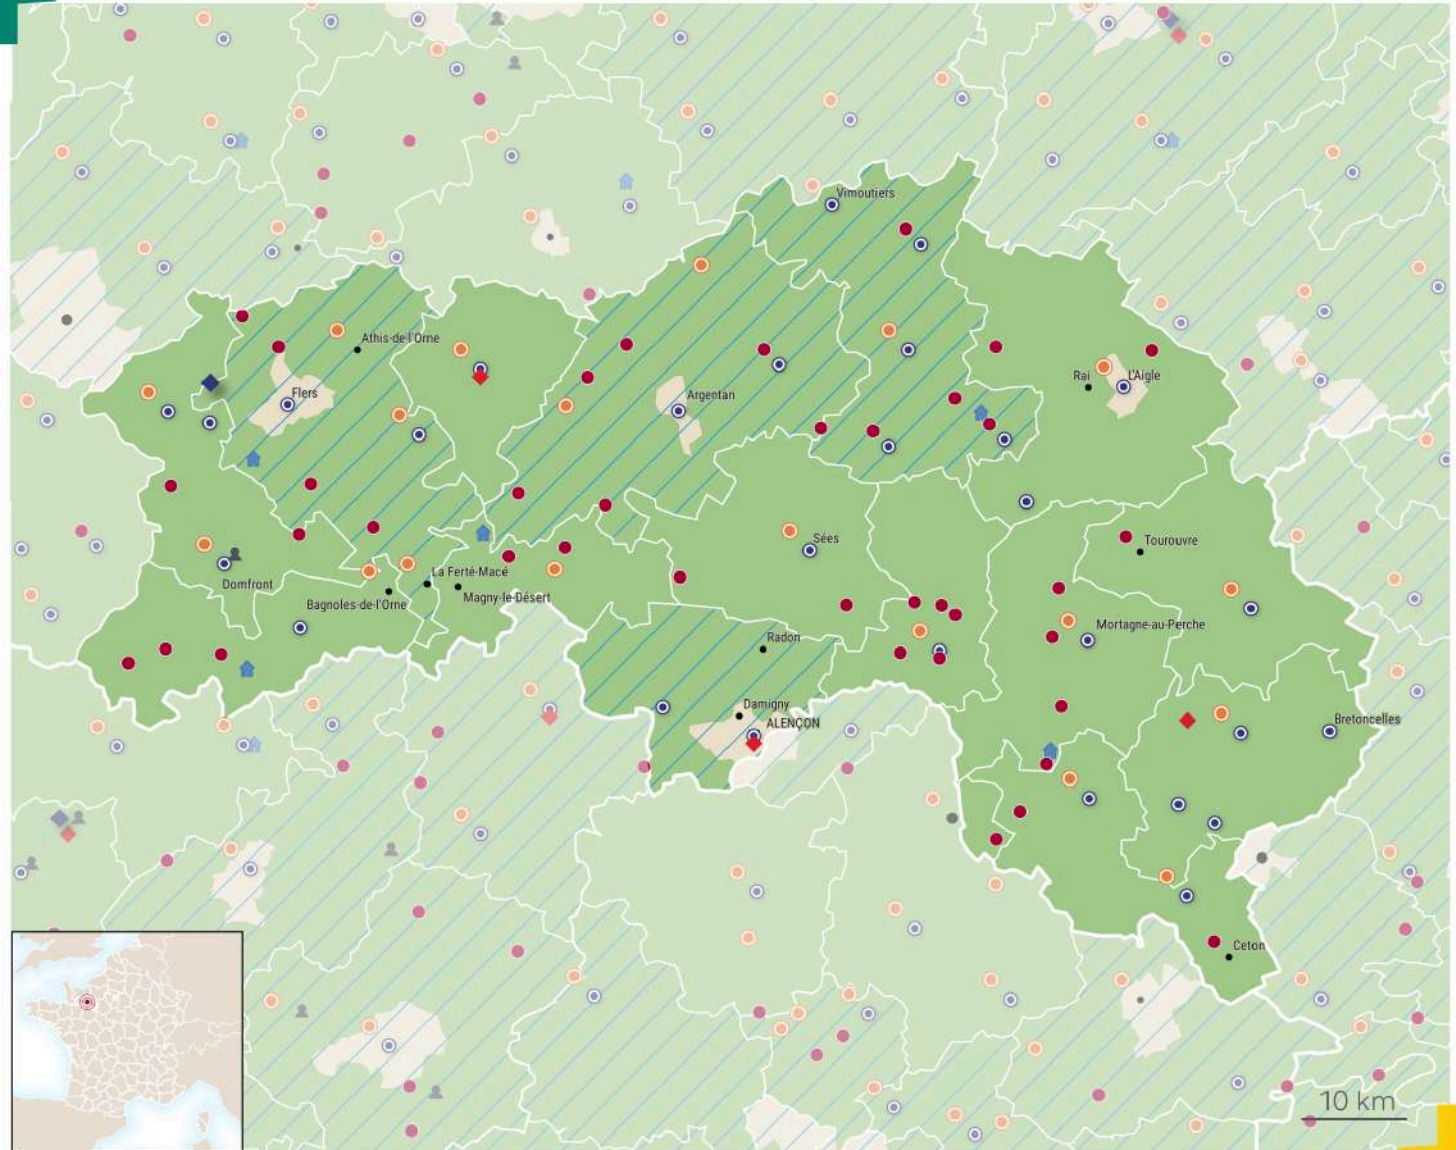 Vimoutiers
Athis-de-l'Orne
Rai
L'Aigle
Flers
Argentan
Sées
Tourouvre
La Ferté-Macé
Domfront
Magny-le-Désert
Bagnoles-de-l'Orne
Mortagne-au-Perche
Radon
Damigny
ALENÇON
Bretoncelles
Ceton
10 km